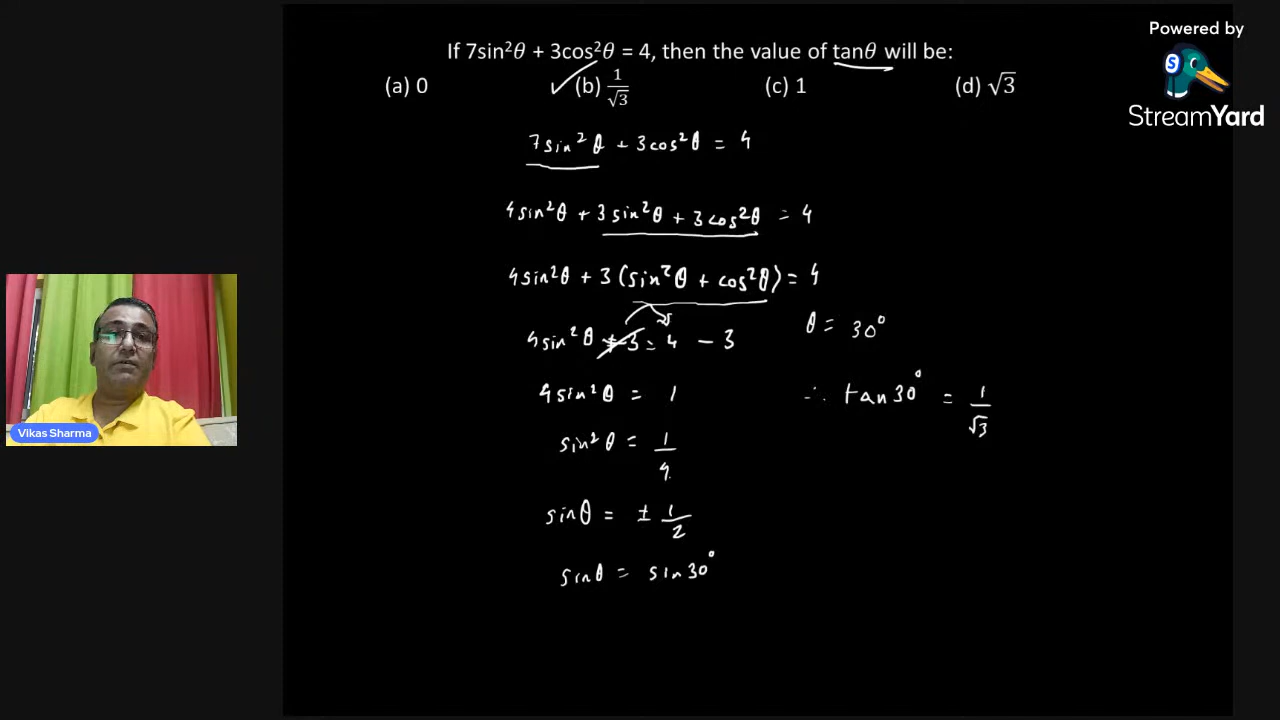 Powered by
StreamYard
If 7sin²θ + 3cos²θ = 4, then the value of tanθ will be:
(a) 0 (b) 1/√3 (c) 1 (d) √3
7sin²θ + 3cos²θ = 4
4sin²θ + 3sin²θ + 3cos²θ = 4
4sin²θ + 3(sin²θ + cos²θ) = 4
4sin²θ + 3 = 4 - 3
4sin²θ = 1
sin²θ = 1/4
sinθ = ± 1/2
sinθ = sin30°
θ = 30°
∴ tan30° = 1/√3
Vikas Sharma